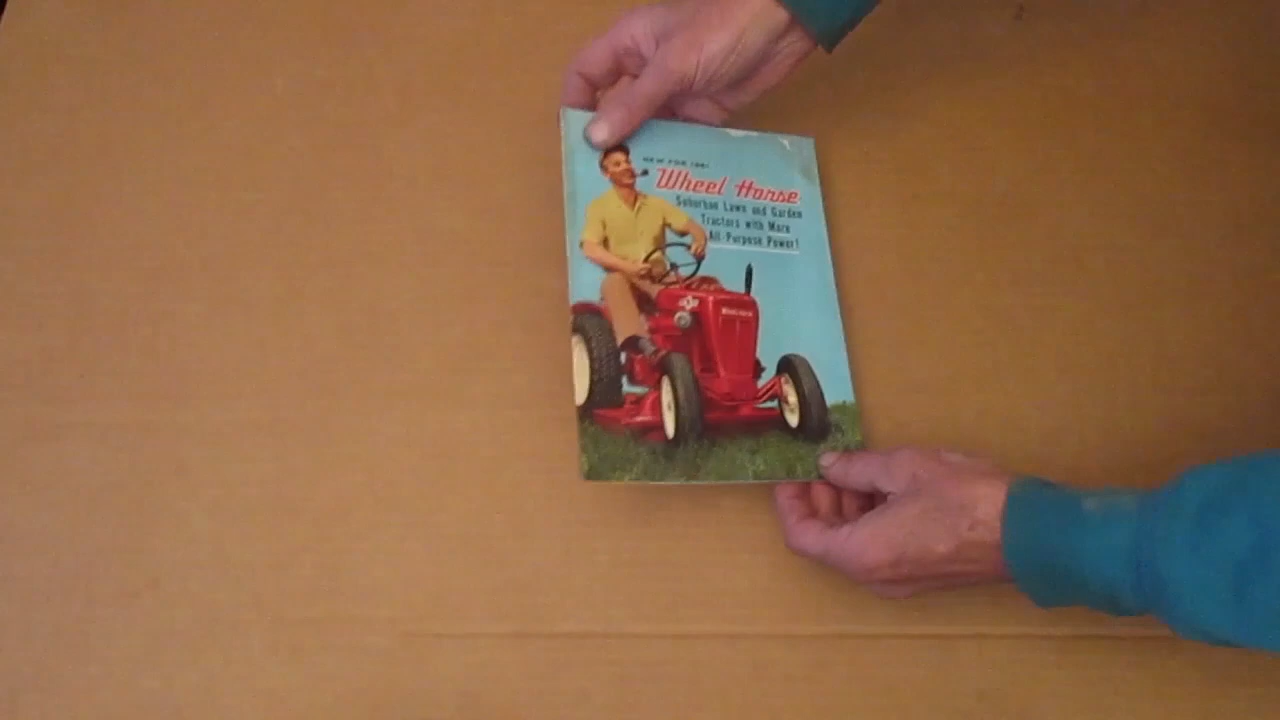 NEW FOR 1961
Wheel Horse
Suburban Lawn and Garden
Tractors with More
All-Purpose Power!